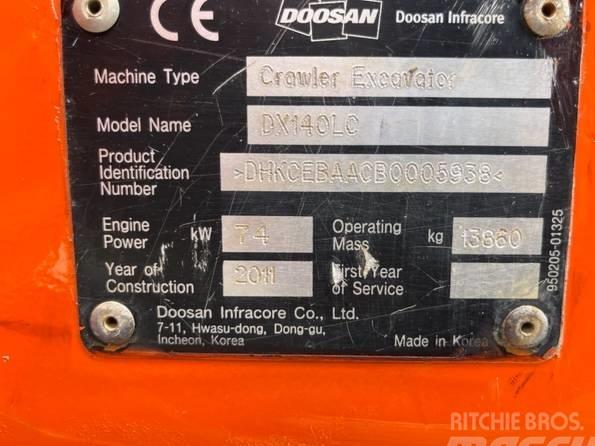 CE DOOSAN Doosan Infracore
Machine Type Crawler Excavator
Model Name DX140LC
Product
Identification
Number >DHKCEBAACB0005938<
Engine
Power kW 74 Operating
Mass kg 13860
Year of
Construction 2011 First Year
of Service
Doosan Infracore Co., Ltd.
7-11, Hwasu-dong, Dong-gu,
Incheon, Korea Made in Korea
950205-01325
RITCHIE BROS.